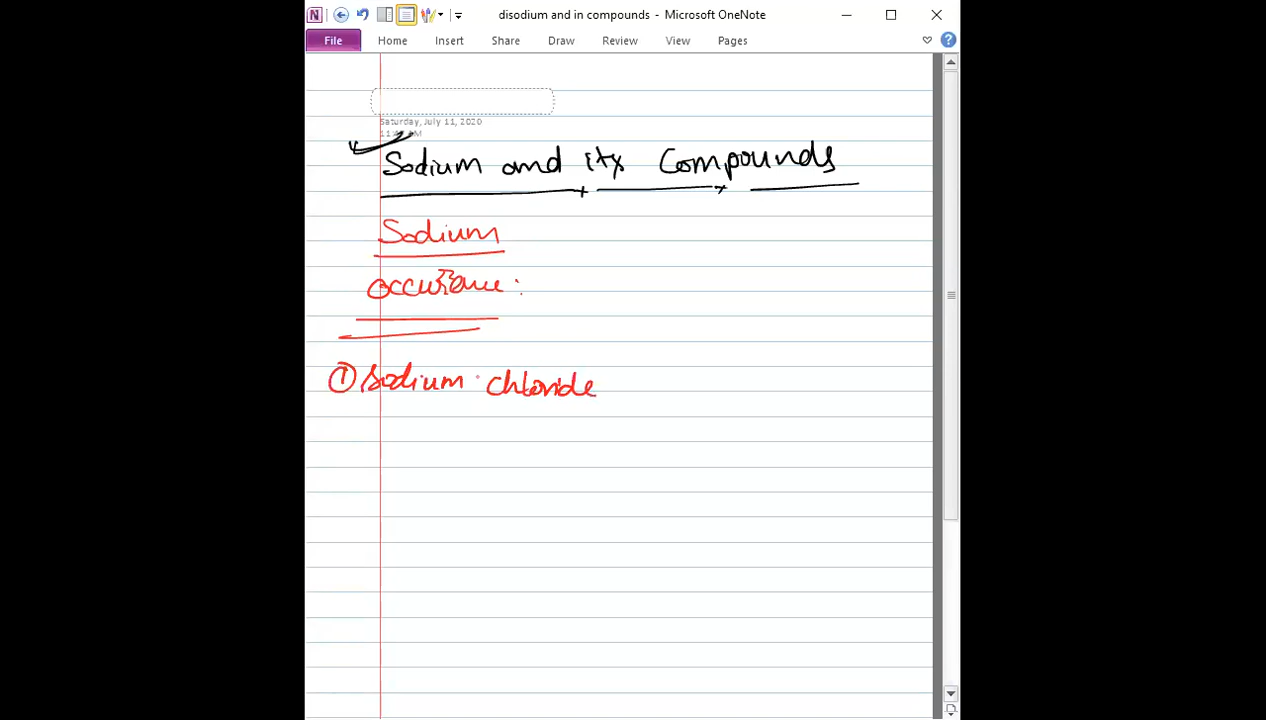 disodium and in compounds - Microsoft OneNote
File Home Insert Share Draw Review View Pages
Saturday, July 11, 2020
Sodium and its Compounds
Sodium
Occurrance :
① Sodium chloride